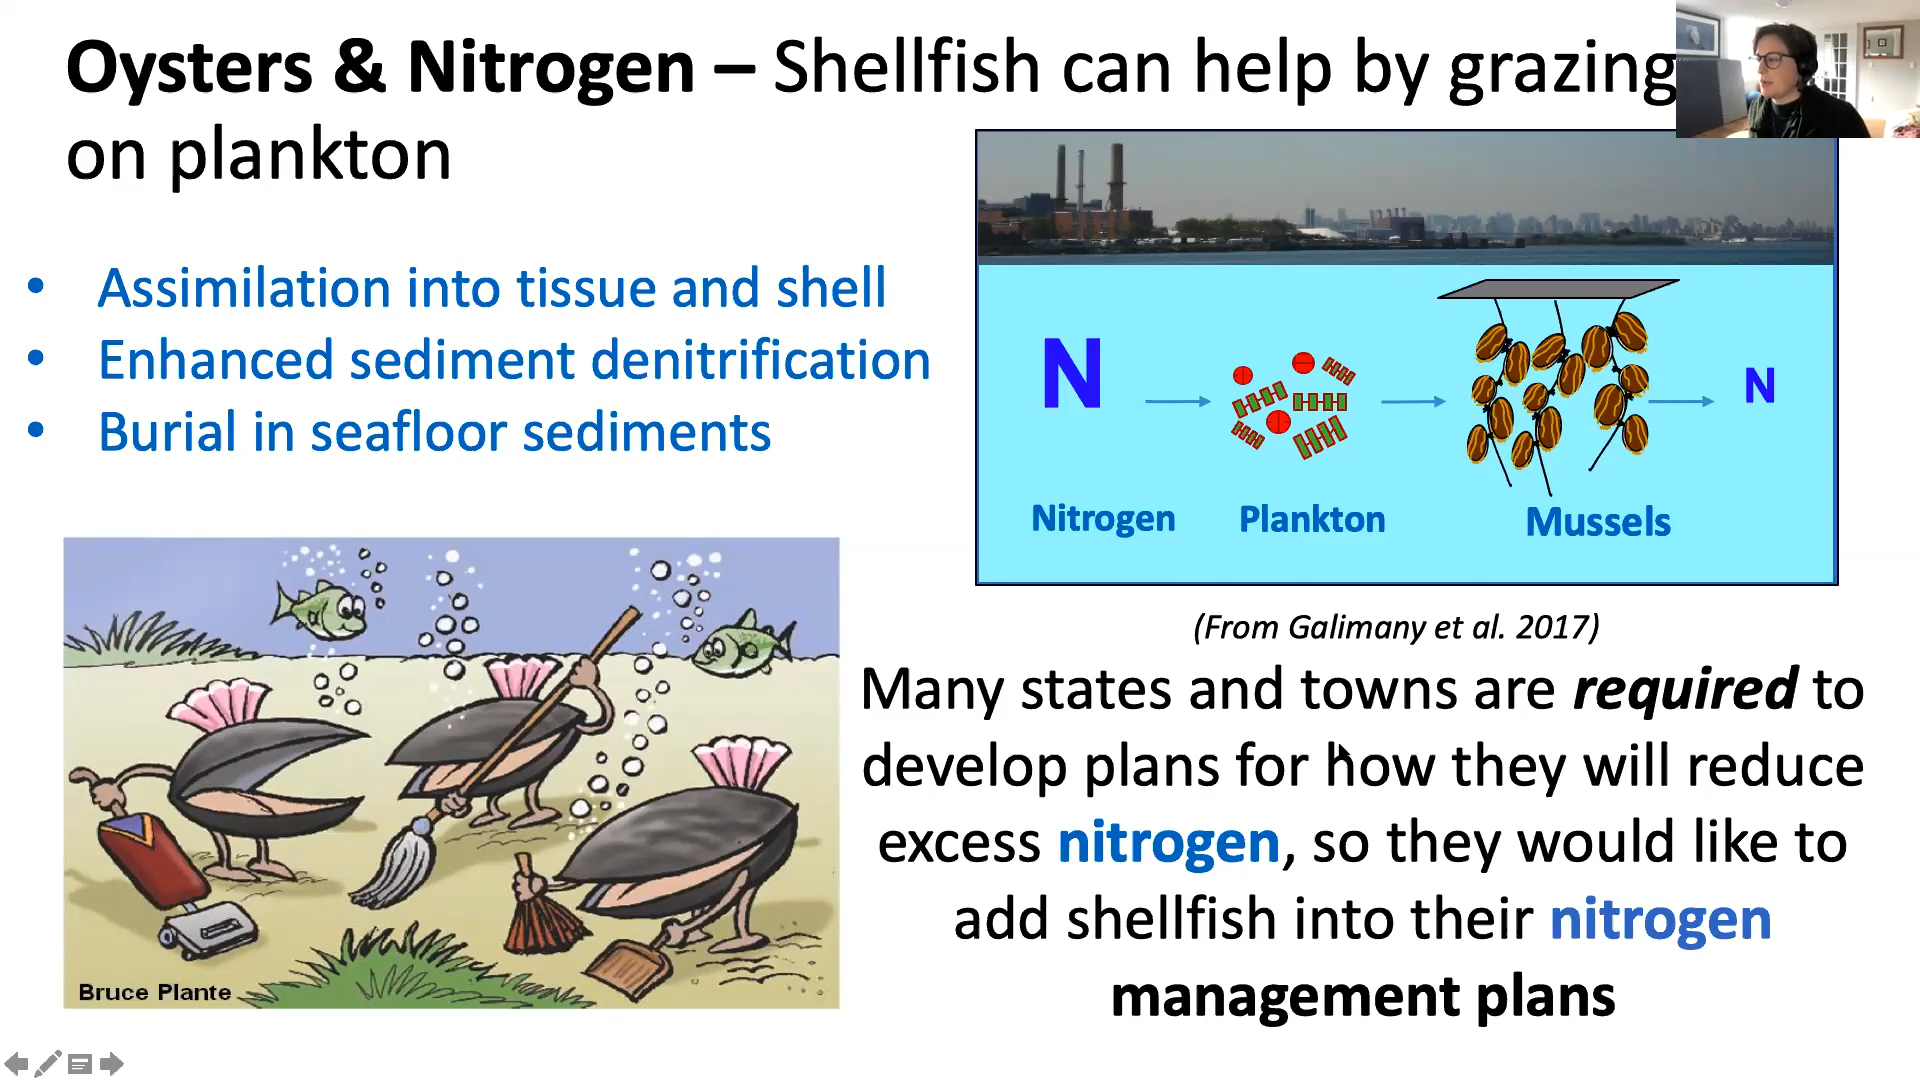 Oysters & Nitrogen – Shellfish can help by grazing
on plankton
• Assimilation into tissue and shell
• Enhanced sediment denitrification
• Burial in seafloor sediments
N
N
Nitrogen
Plankton
Mussels
(From Galimany et al. 2017)
Many states and towns are required to
develop plans for how they will reduce
excess nitrogen, so they would like to
add shellfish into their nitrogen
management plans
Bruce Plante